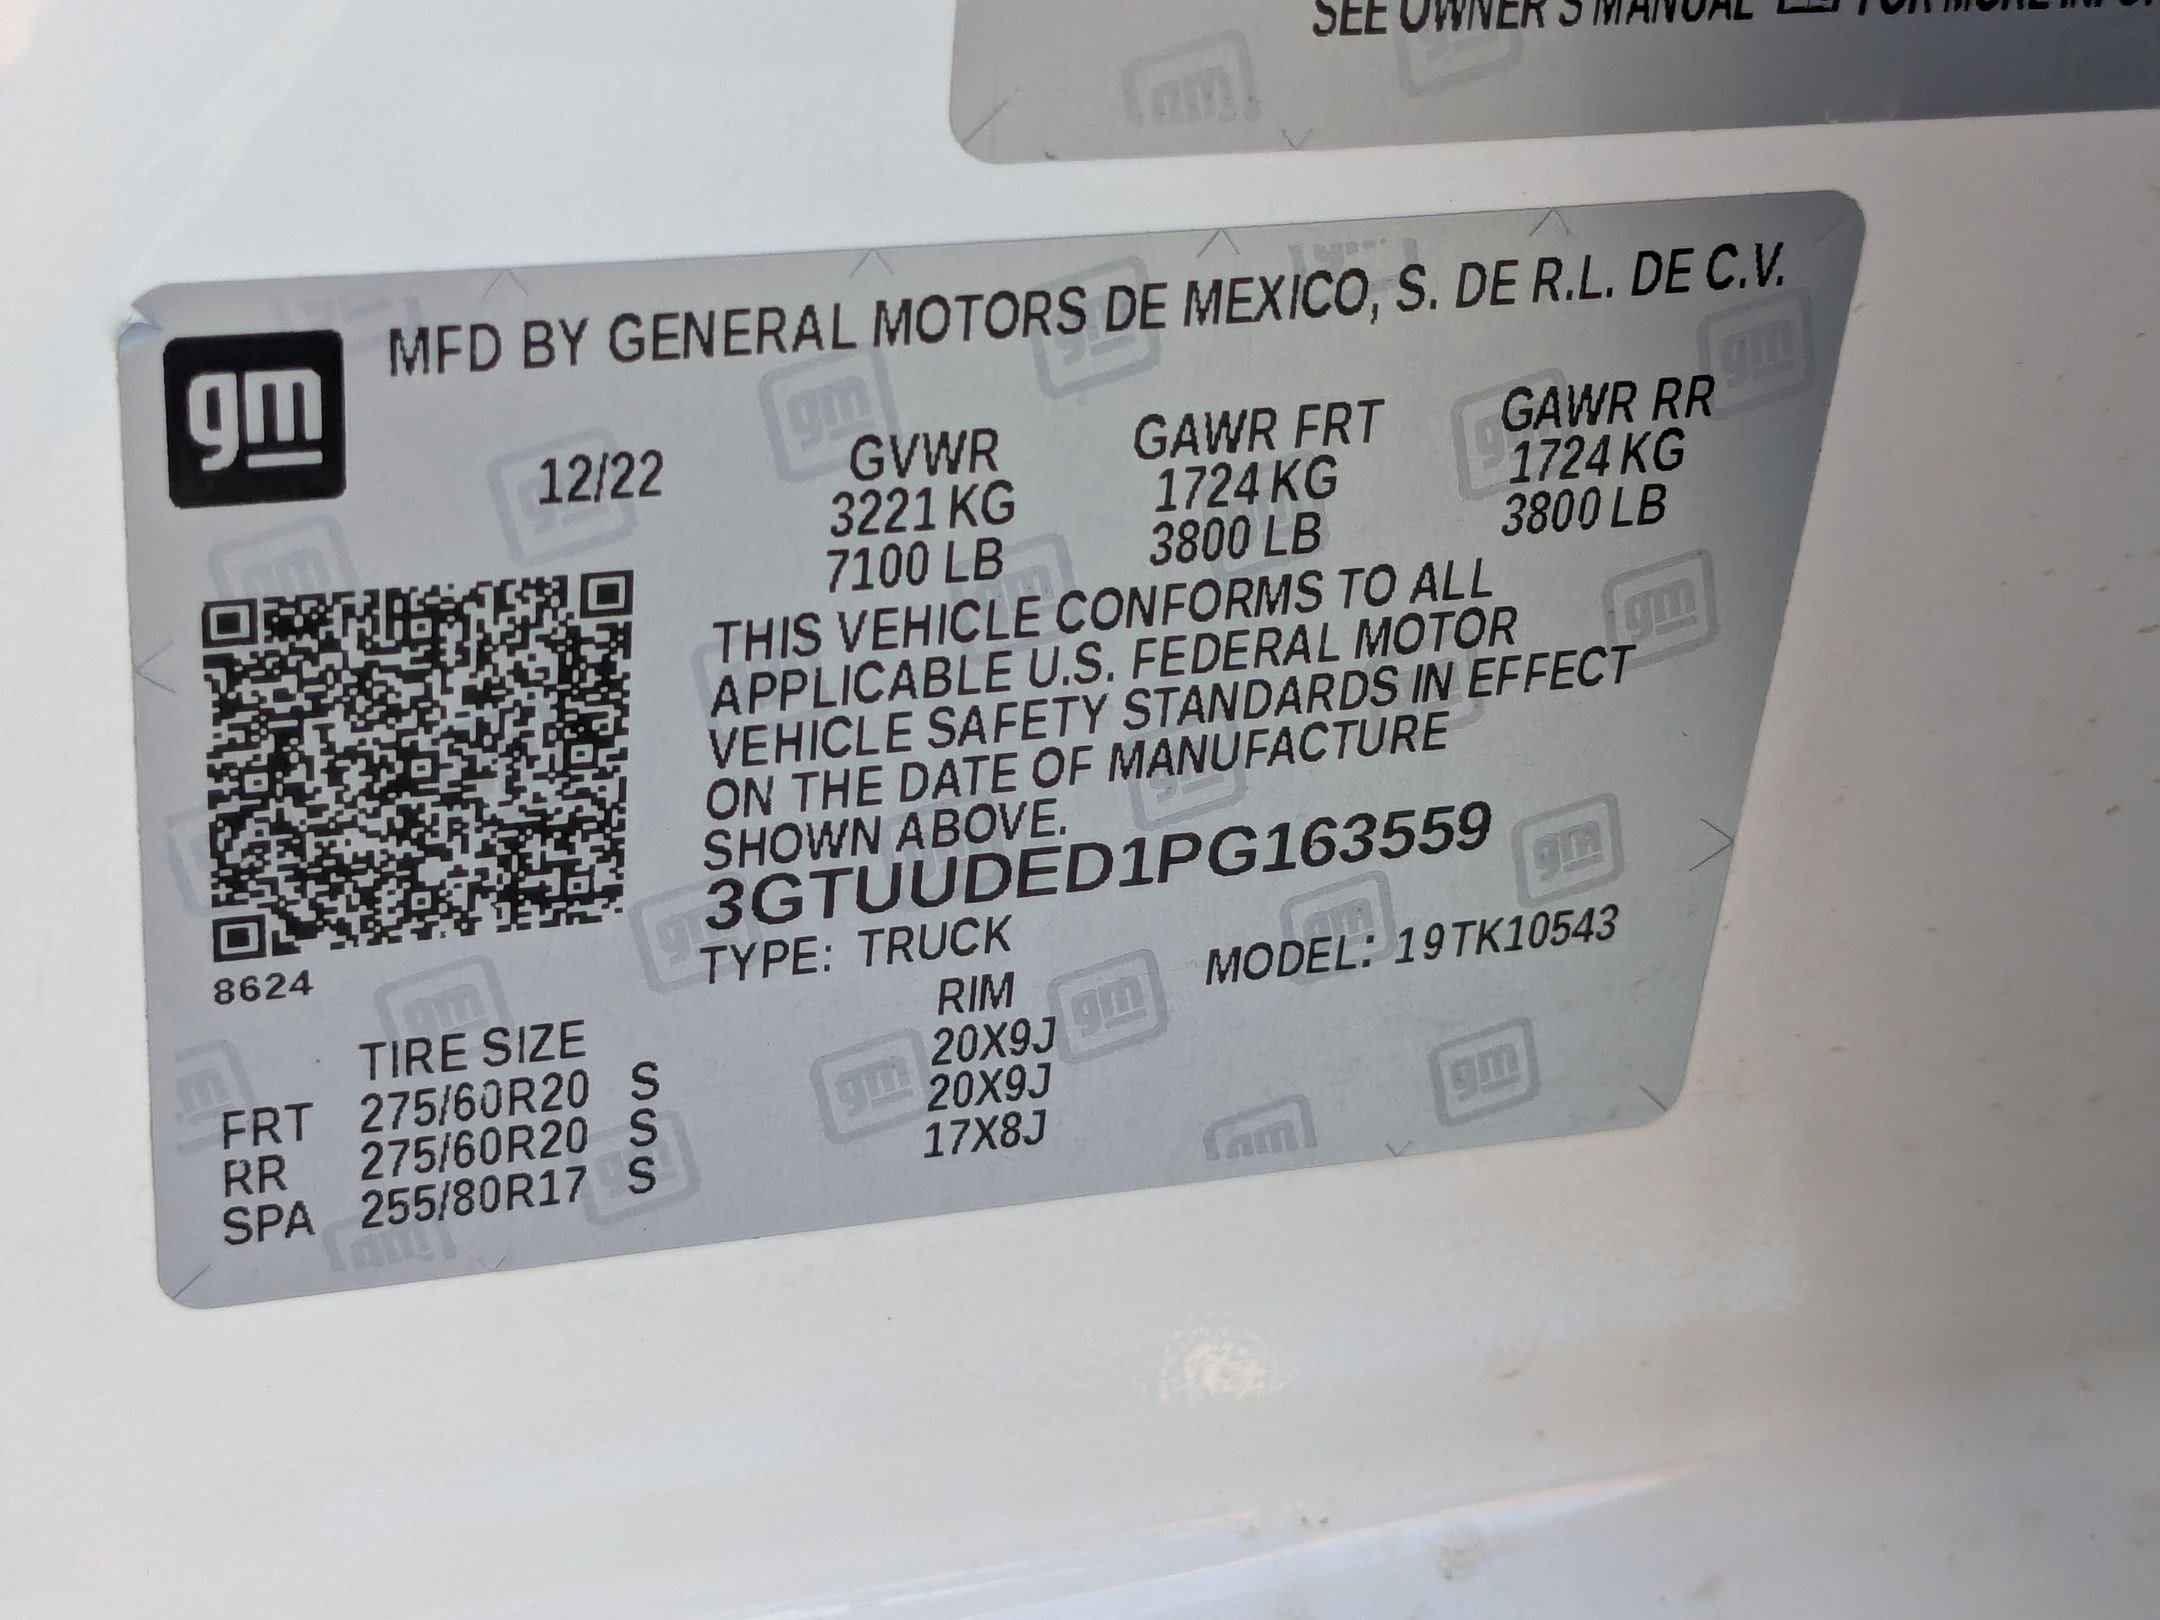 SEE OWNER'S MANUAL FOR MORE
gm MFD BY GENERAL MOTORS DE MEXICO, S. DE R.L. DE C.V.
12/22 GVWR GAWR FRT GAWR RR
3221 KG 1724 KG 1724 KG
7100 LB 3800 LB 3800 LB
THIS VEHICLE CONFORMS TO ALL
APPLICABLE U.S. FEDERAL MOTOR
VEHICLE SAFETY STANDARDS IN EFFECT
ON THE DATE OF MANUFACTURE
SHOWN ABOVE.
3GTUUDED1PG163559
TYPE: TRUCK MODEL: 19TK10543
8624
TIRE SIZE RIM
FRT 275/60R20 S 20X9J
RR 275/60R20 S 20X9J
SPA 255/80R17 S 17X8J